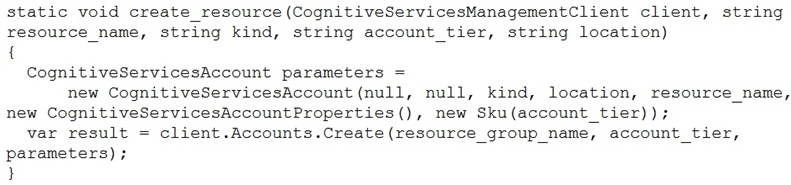 static void create_resource(CognitiveServicesManagementClient client, string
resource_name, string kind, string account_tier, string location)
{
  CognitiveServicesAccount parameters =
      new CognitiveServicesAccount(null, null, kind, location, resource_name,
new CognitiveServicesAccountProperties(), new Sku(account_tier));
  var result = client.Accounts.Create(resource_group_name, account_tier,
parameters);
}